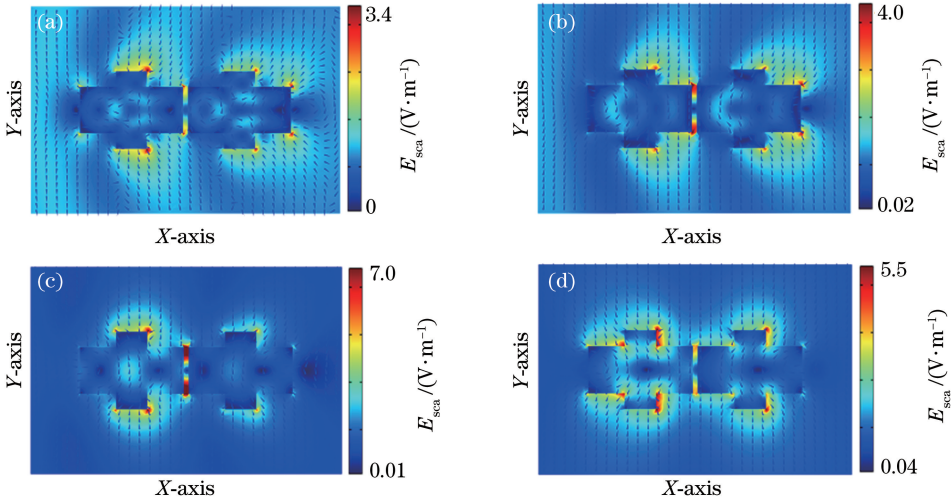 (a)
3.4
0
E_sca /(V·m⁻¹)
Y-axis
X-axis
(b)
4.0
0.02
E_sca /(V·m⁻¹)
Y-axis
X-axis
(c)
7.0
0.01
E_sca /(V·m⁻¹)
Y-axis
X-axis
(d)
5.5
0.04
E_sca /(V·m⁻¹)
Y-axis
X-axis